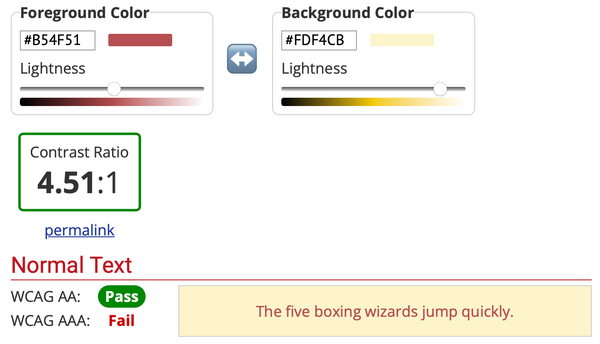 Foreground Color Background Color
#B54F51 #FDF4CB
Lightness Lightness
Contrast Ratio
4.51:1
permalink
Normal Text
WCAG AA: Pass
WCAG AAA: Fail
The five boxing wizards jump quickly.